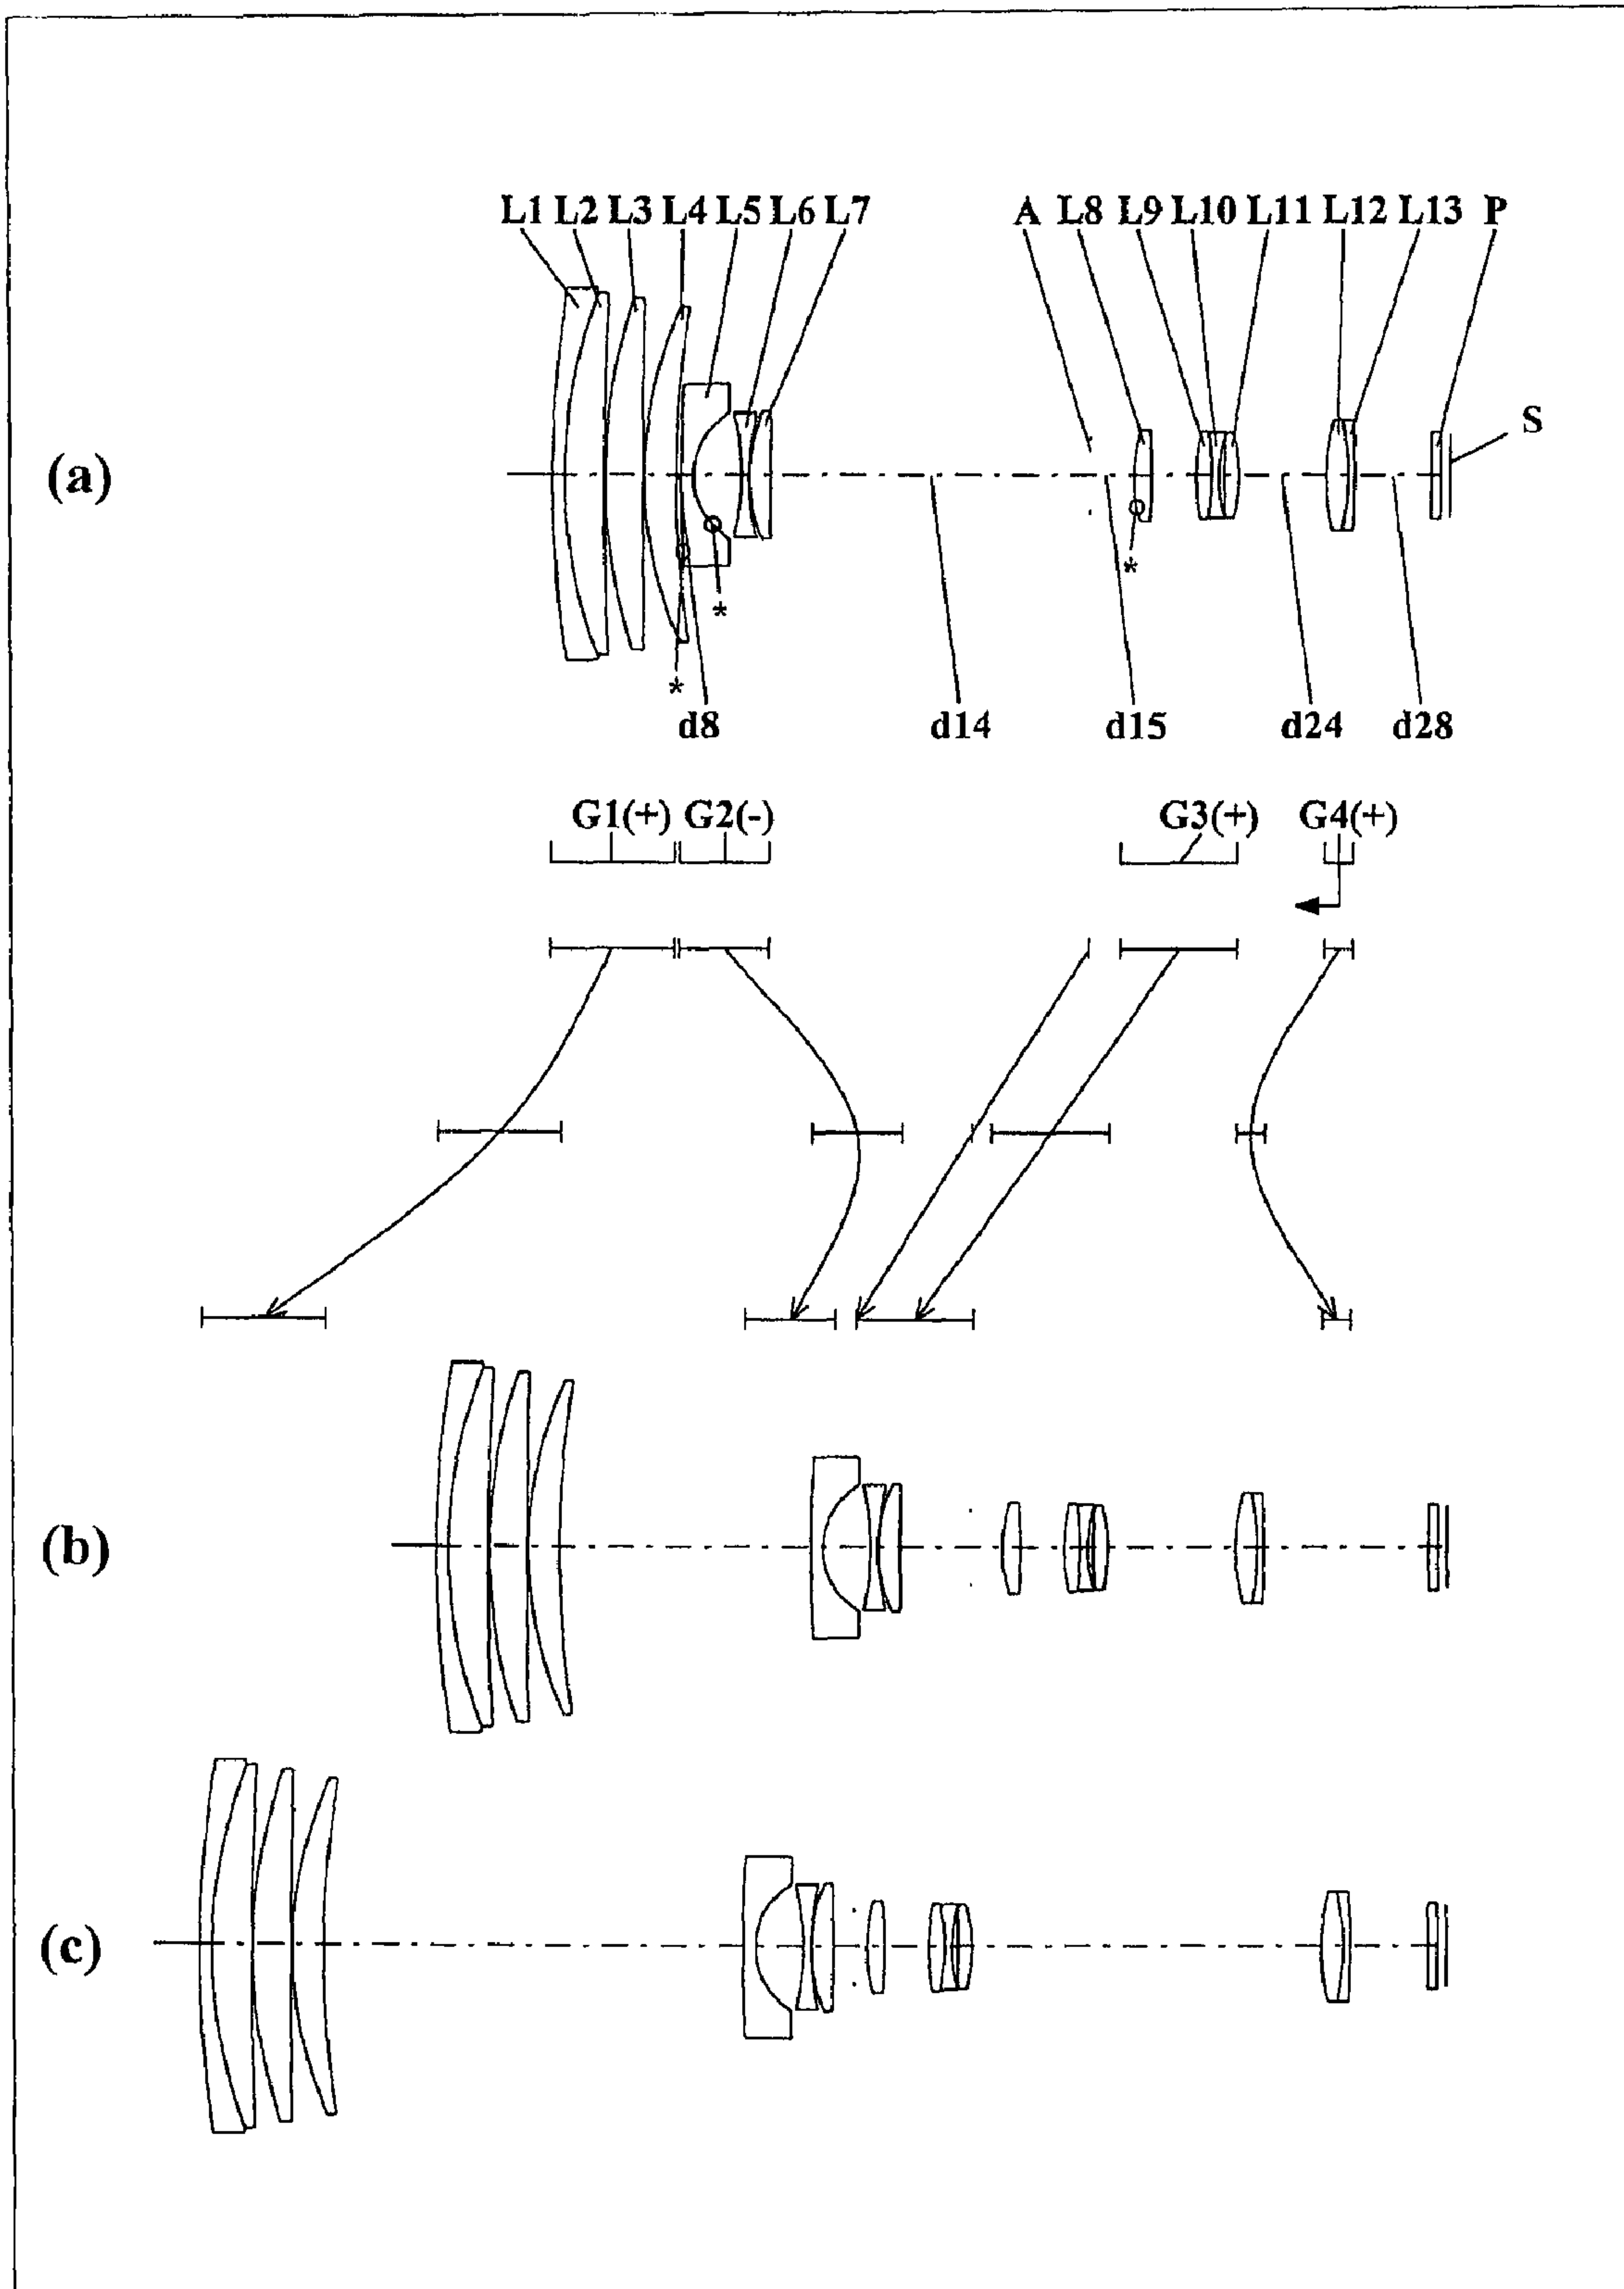 L1 L2 L3 L4 L5 L6 L7 A L8 L9 L10 L11 L12 L13 P
S
(a)
*
*
*
d8 d14 d15 d24 d28
G1(+) G2(-) G3(+) G4(+)
(b)
(c)